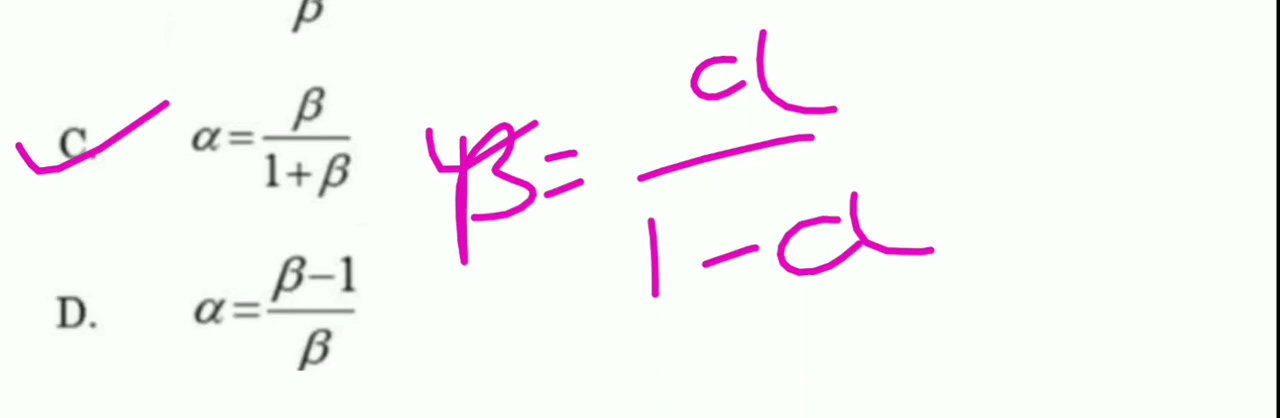 β
C. α = β / (1+β)
β = α / (1-α)
D. α = (β-1) / β